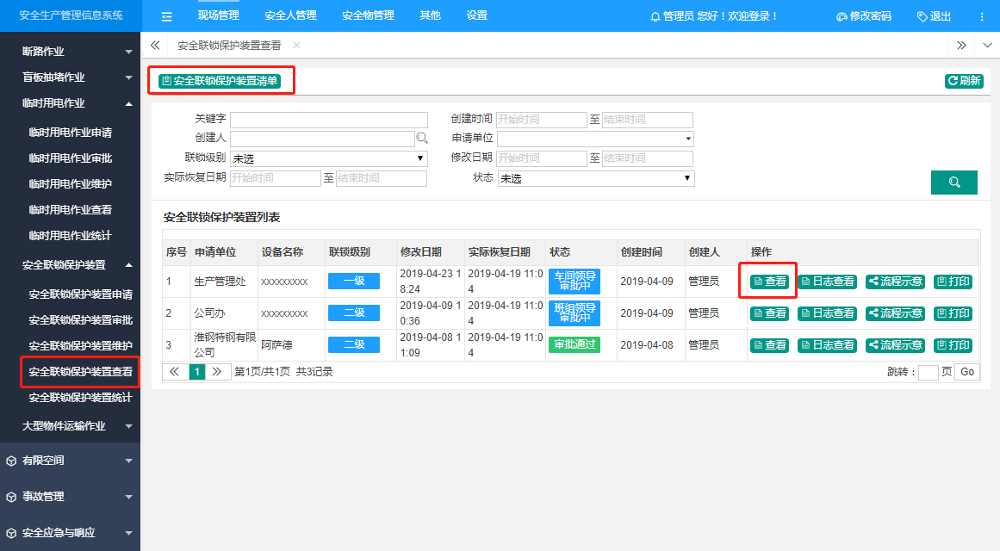 安全生产管理信息系统
现场管理 安全人管理 安全物管理 其他 设置
管理员 您好！欢迎登录！
修改密码 退出
断路作业
盲板抽堵作业
临时用电作业
临时用电作业申请
临时用电作业审批
临时用电作业维护
临时用电作业查看
临时用电作业统计
安全联锁保护装置
安全联锁保护装置申请
安全联锁保护装置审批
安全联锁保护装置维护
安全联锁保护装置查看
安全联锁保护装置统计
大型物件运输作业
有限空间
事故管理
安全应急与响应
安全联锁保护装置查看
安全联锁保护装置清单
刷新
关键字 创建时间 开始时间 至 结束时间
创建人 申请单位
联锁级别 未选 修改日期 开始时间 至 结束时间
实际恢复日期 开始时间 至 结束时间 状态 未选
安全联锁保护装置列表
序号 申请单位 设备名称 联锁级别 修改日期 实际恢复日期 状态 创建时间 创建人 操作
1 生产管理处 xxxxxxxxx 一级 2019-04-23 1 2019-04-19 11:0 车间领导 2019-04-09 管理员 查看 日志查看 流程示意 打印
8:24 4 审批中
2 公司办 xxxxxxxxx 二级 2019-04-09 1 2019-04-19 11:0 班组领导 2019-04-09 管理员 查看 日志查看 流程示意 打印
0:36 4 审批中
3 淮钢特钢有限 阿萨德 二级 2019-04-08 1 2019-04-19 11:0 审批通过 2019-04-08 管理员 查看 日志查看 流程示意 打印
公司 1:09 4
1 第1页/共1页 共3记录 跳转： 页 Go